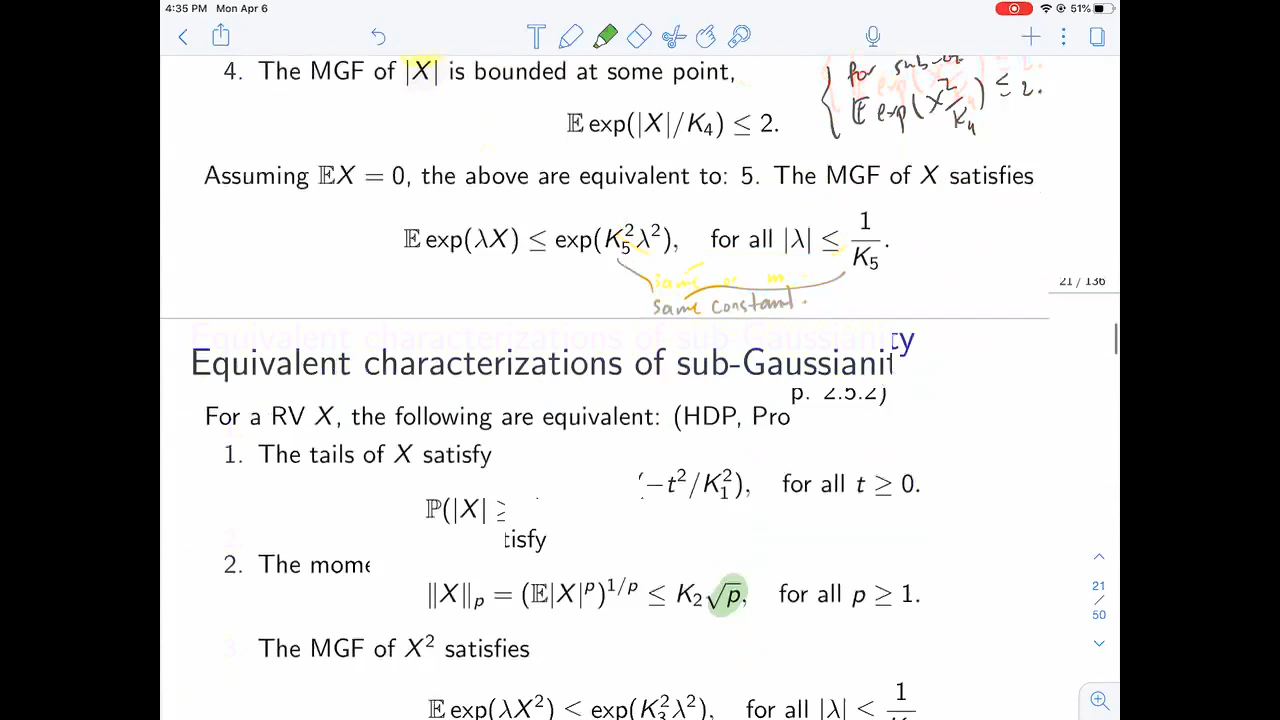 4:35 PM Mon Apr 6
51%
4. The MGF of |X| is bounded at some point,
for sub-
𝔼 exp(|X|/K₄) ≤ 2.
𝔼 exp(X²/K₄) ≤ 2.
Assuming 𝔼X = 0, the above are equivalent to: 5. The MGF of X satisfies
𝔼 exp(λX) ≤ exp(K₅²λ²), for all |λ| ≤ 1/K₅.
same
21 / 136
same constant.
Equivalent characterizations of sub-Gaussianity
For a RV X, the following are equivalent: (HDP, Pro
p. 2.5.2)
1. The tails of X satisfy
ℙ(|X| ≥
(−t²/K₁²), for all t ≥ 0.
2. The mome
tisfy
‖X‖ₚ = (𝔼|X|ᵖ)^{1/p} ≤ K₂√p, for all p ≥ 1.
21
/
50
3. The MGF of X² satisfies
𝔼 exp(λX²) ≤ exp(K₃²λ²), for all |λ| ≤ 1